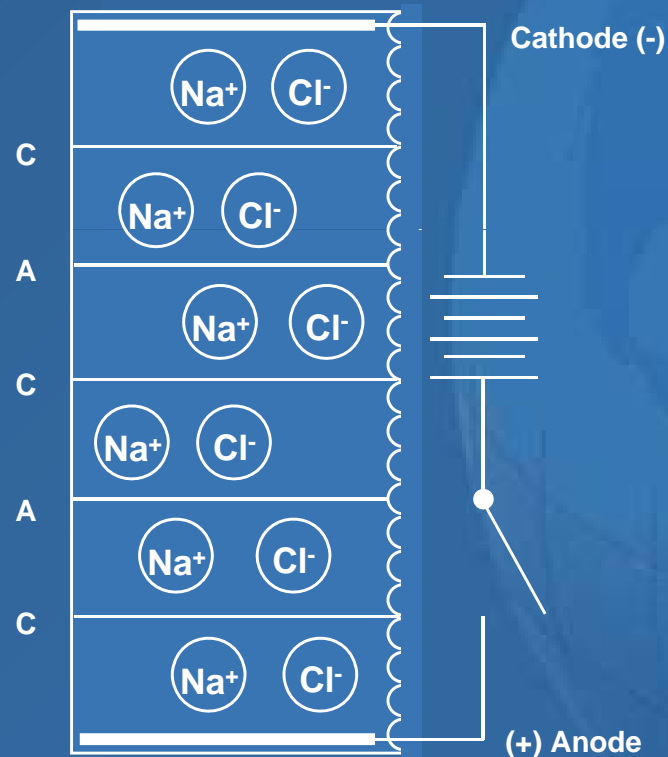 Cathode (-)
Na⁺ Cl⁻
C
Na⁺ Cl⁻
A
Na⁺ Cl⁻
C
Na⁺ Cl⁻
A
Na⁺ Cl⁻
C
Na⁺ Cl⁻
(+) Anode